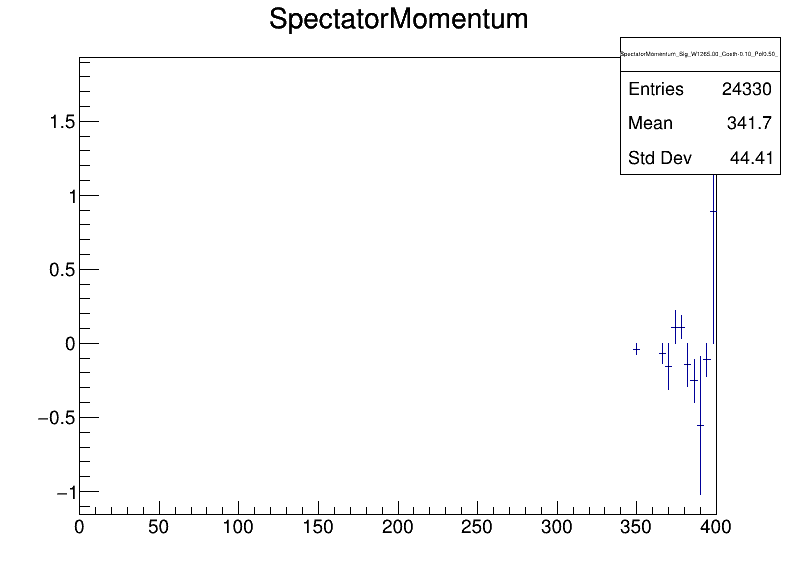 SpectatorMomentum
SpectatorMomentum_Sig_W1265.00_Costh-0.10_Pol0.50_
Entries 24330
Mean 341.7
Std Dev 44.41
1.5
1
0.5
0
−0.5
−1
0 50 100 150 200 250 300 350 400